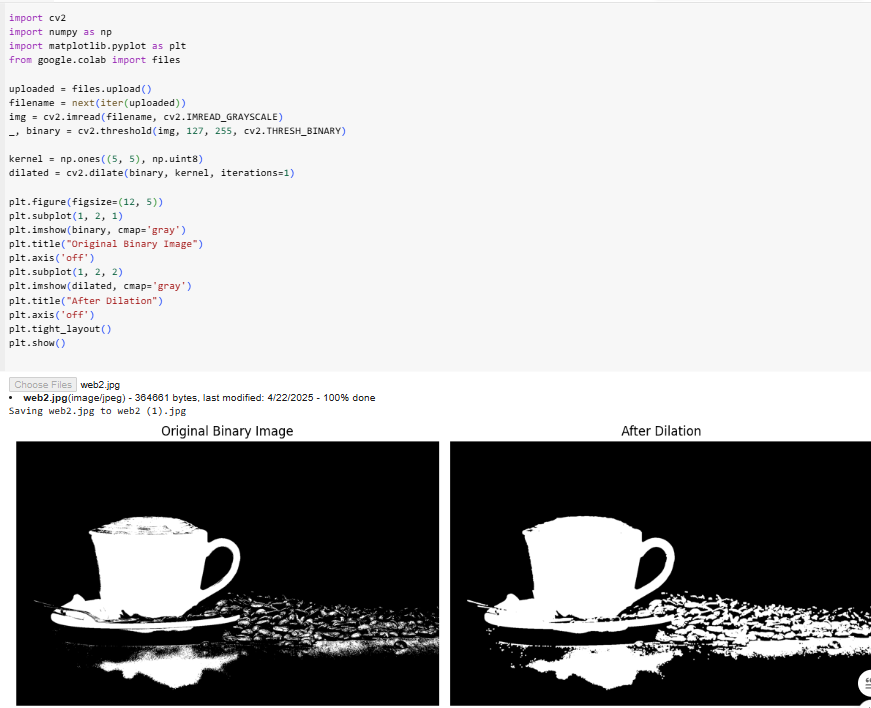 import cv2
import numpy as np
import matplotlib.pyplot as plt
from google.colab import files

uploaded = files.upload()
filename = next(iter(uploaded))
img = cv2.imread(filename, cv2.IMREAD_GRAYSCALE)
_, binary = cv2.threshold(img, 127, 255, cv2.THRESH_BINARY)

kernel = np.ones((5, 5), np.uint8)
dilated = cv2.dilate(binary, kernel, iterations=1)

plt.figure(figsize=(12, 5))
plt.subplot(1, 2, 1)
plt.imshow(binary, cmap='gray')
plt.title("Original Binary Image")
plt.axis('off')
plt.subplot(1, 2, 2)
plt.imshow(dilated, cmap='gray')
plt.title("After Dilation")
plt.axis('off')
plt.tight_layout()
plt.show()

Choose Files web2.jpg
• web2.jpg(image/jpeg) - 364661 bytes, last modified: 4/22/2025 - 100% done
Saving web2.jpg to web2 (1).jpg
Original Binary Image After Dilation